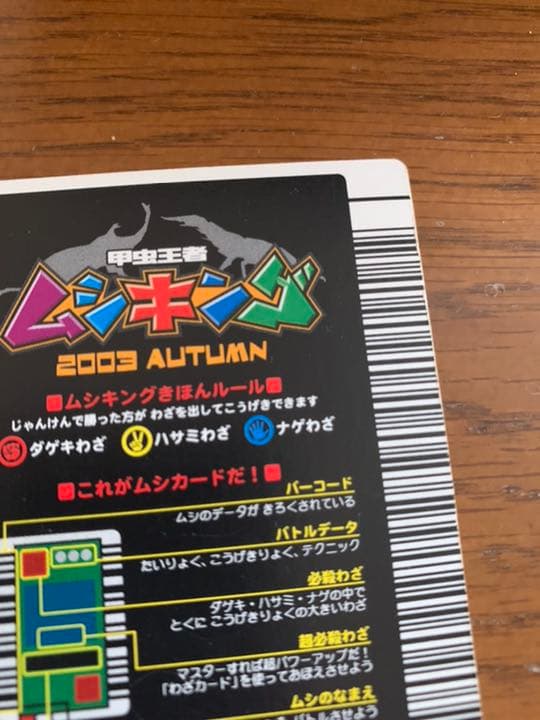 甲虫王者
ムシキング
2003 AUTUMN
ムシキングきほんルール
じゃんけんで勝った方が わざを出してこうげきできます
ダゲキわざ ハサミわざ ナゲわざ
これがムシカードだ！
バーコード
ムシのデータが きろくされている
バトルデータ
たいりょく、こうげきりょく、テクニック
必殺わざ
ダゲキ・ハサミ・ナゲの中で
とくに こうげきりょくの大きいわざ
超必殺わざ
マスターすれば超パワーアップだ！
「わざカード」を使っておぼえさせよう
ムシのなまえ
バトルさせよう